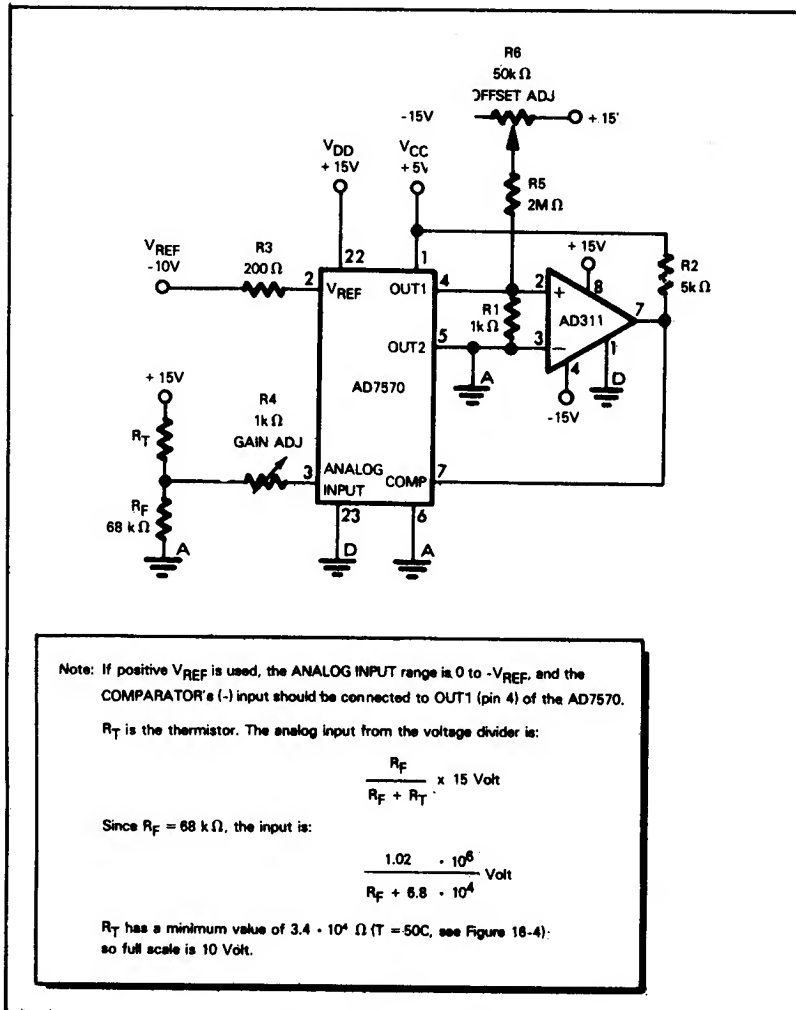 R6
50k Ω
OFFSET ADJ
-15V
+ 15'
VDD
+ 15V
VCC
+ 5V
R5
2M Ω
VREF
-10V
R3
200 Ω
22
1
2
VREF
OUT1
4
2
+
+ 15V
8
R2
5k Ω
R1
1k Ω
AD311
7
OUT2
5
3
−
A
4
1
D
-15V
AD7570
+ 15V
RT
R4
1k Ω
GAIN ADJ
3
ANALOG
INPUT
COMP
7
RF
68 k Ω
A
23
6
D
A
Note: If positive VREF is used, the ANALOG INPUT range is 0 to -VREF, and the
COMPARATOR's (-) input should be connected to OUT1 (pin 4) of the AD7570.
RT is the thermistor. The analog input from the voltage divider is:
RF
RF + RT
x 15 Volt
Since RF = 68 k Ω, the input is:
1.02 · 10⁶
RF + 6.8 · 10⁴
Volt
RT has a minimum value of 3.4 · 10⁴ Ω (T = 50C, see Figure 16-4)
so full scale is 10 Volt.